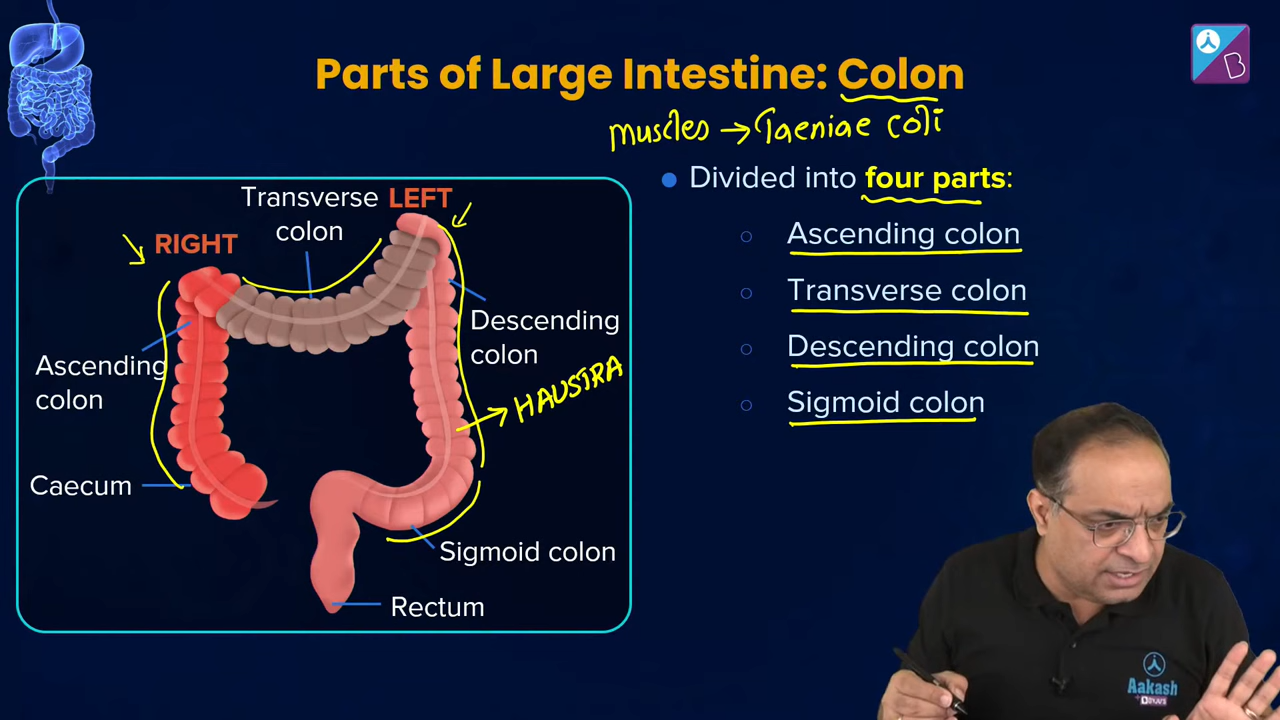 Parts of Large Intestine: Colon
Muscles → Taeniae coli
Divided into four parts:
Ascending colon
Transverse colon
Descending colon
Sigmoid colon
Transverse colon
LEFT
RIGHT
Descending colon
HAUSTRA
Ascending colon
Caecum
Sigmoid colon
Rectum
B
Aakash